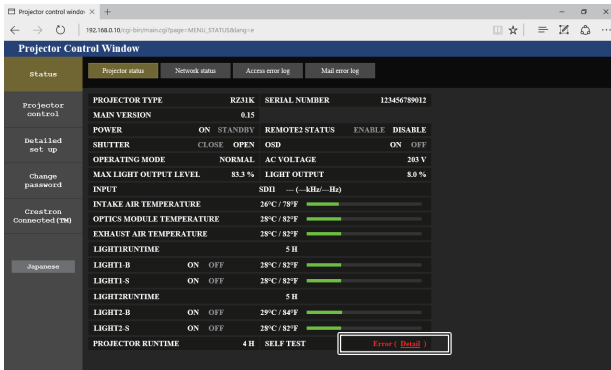 Projector control window × +
192.168.0.10/cgi-bin/main.cgi?page=MENU_STATUS&lang=e
Projector Control Window
Status
Projector control
Detailed set up
Change password
Crestron Connected(TM)
Japanese
Projector status Network status Access error log Mail error log
PROJECTOR TYPE RZ31K SERIAL NUMBER 123456789012
MAIN VERSION 0.15
POWER ON STANDBY REMOTE2 STATUS ENABLE DISABLE
SHUTTER CLOSE OPEN OSD ON OFF
OPERATING MODE NORMAL AC VOLTAGE 203 V
MAX LIGHT OUTPUT LEVEL 83.3 % LIGHT OUTPUT 8.0 %
INPUT SDI1 --- (---kHz/---Hz)
INTAKE AIR TEMPERATURE 26°C / 78°F
OPTICS MODULE TEMPERATURE 28°C / 82°F
EXHAUST AIR TEMPERATURE 28°C / 82°F
LIGHT1RUNTIME 5 H
LIGHT1-B ON OFF 28°C / 82°F
LIGHT1-S ON OFF 28°C / 82°F
LIGHT2RUNTIME 5 H
LIGHT2-B ON OFF 29°C / 84°F
LIGHT2-S ON OFF 28°C / 82°F
PROJECTOR RUNTIME 4 H SELF TEST Error ( Detail )